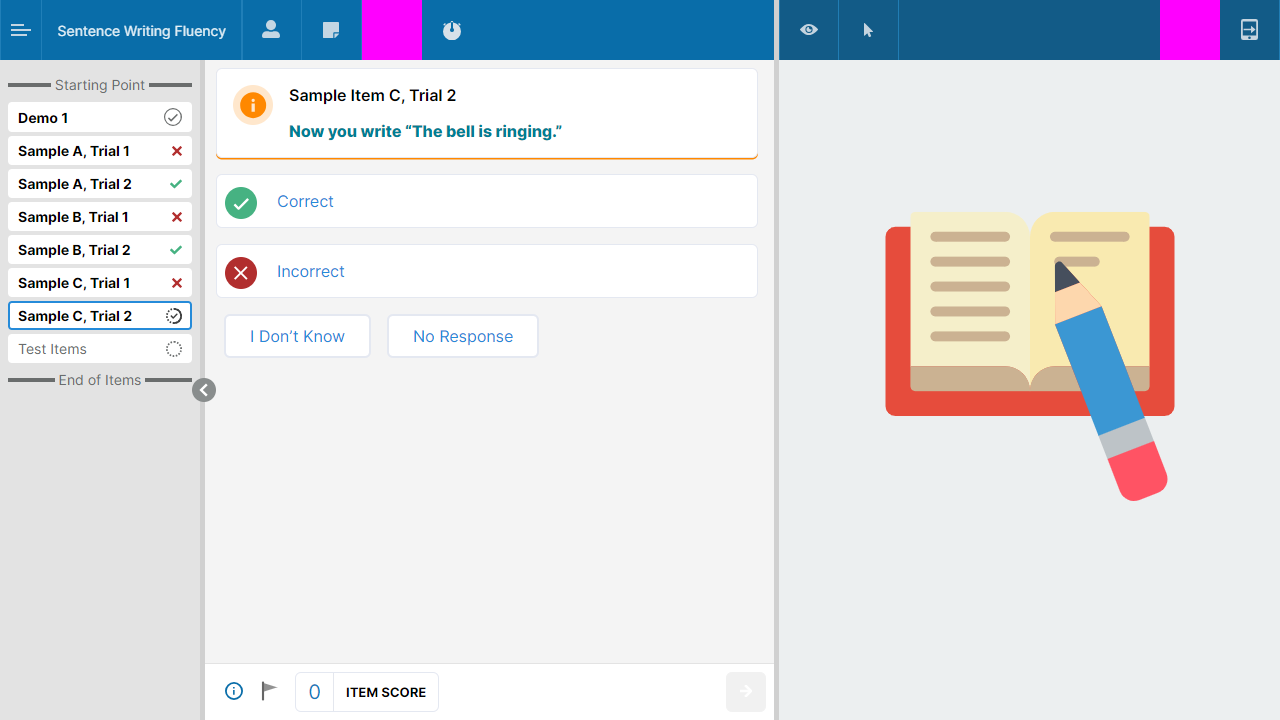 Sentence Writing Fluency
Starting Point
Demo 1
Sample A, Trial 1
Sample A, Trial 2
Sample B, Trial 1
Sample B, Trial 2
Sample C, Trial 1
Sample C, Trial 2
Test Items
End of Items
Sample Item C, Trial 2
Now you write “The bell is ringing.”
Correct
Incorrect
I Don’t Know
No Response
0
ITEM SCORE